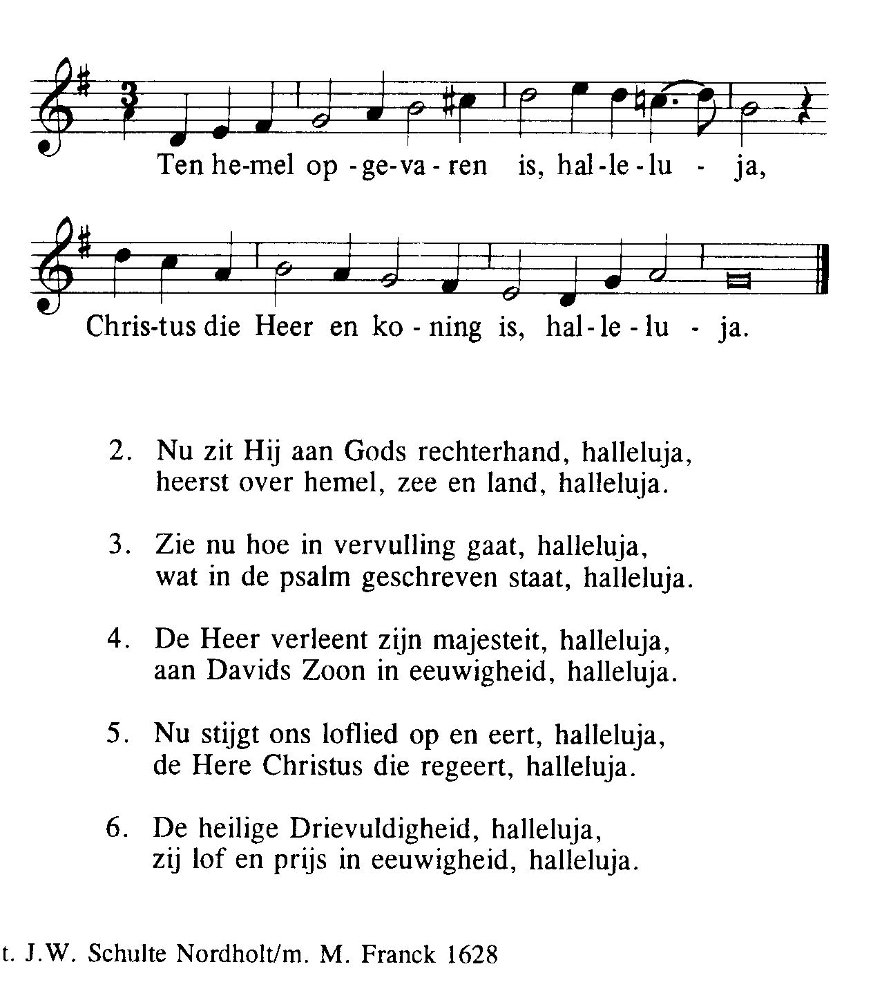 3
Ten he-mel op-ge-va-ren is, hal-le-lu - ja,
Chris-tus die Heer en ko-ning is, hal-le-lu - ja.
2. Nu zit Hij aan Gods rechterhand, halleluja,
heerst over hemel, zee en land, halleluja.
3. Zie nu hoe in vervulling gaat, halleluja,
wat in de psalm geschreven staat, halleluja.
4. De Heer verleent zijn majesteit, halleluja,
aan Davids Zoon in eeuwigheid, halleluja.
5. Nu stijgt ons loflied op en eert, halleluja,
de Here Christus die regeert, halleluja.
6. De heilige Drievuldigheid, halleluja,
zij lof en prijs in eeuwigheid, halleluja.
t. J.W. Schulte Nordholt/m. M. Franck 1628